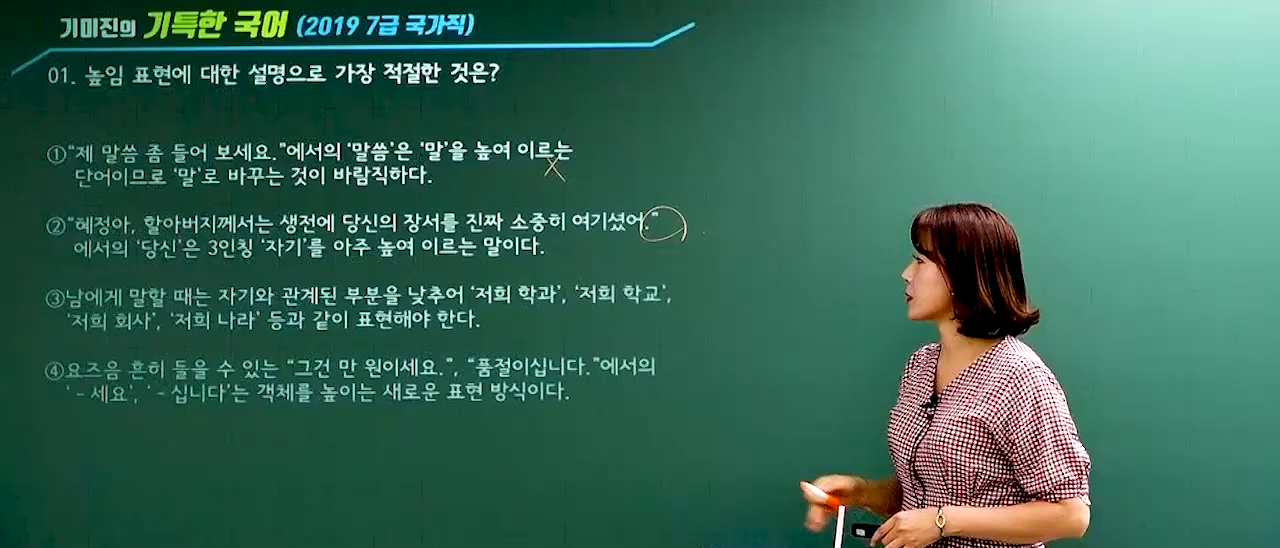 기미진의 기특한 국어 (2019 7급 국가직)
01. 높임 표현에 대한 설명으로 가장 적절한 것은?
①“제 말씀 좀 들어 보세요.”에서의 ‘말씀’은 ‘말’을 높여 이르는
단어이므로 ‘말’로 바꾸는 것이 바람직하다.
②“혜정아, 할아버지께서는 생전에 당신의 장서를 진짜 소중히 여기셨어.”
에서의 ‘당신’은 3인칭 ‘자기’를 아주 높여 이르는 말이다.
③남에게 말할 때는 자기와 관계된 부분을 낮추어 ‘저희 학과’, ‘저희 학교’,
‘저희 회사’, ‘저희 나라’ 등과 같이 표현해야 한다.
④요즈음 흔히 들을 수 있는 “그건 만 원이세요.”, “품절이십니다.”에서의
‘-세요’, ‘-십니다’는 객체를 높이는 새로운 표현 방식이다.